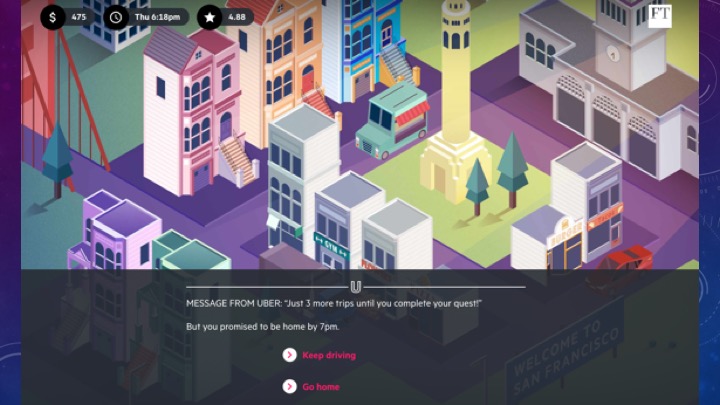 475
Thu 6:18pm
4.88
FT
GYM
BURGER
MESSAGE FROM UBER: “Just 3 more trips until you complete your quest!”
But you promised to be home by 7pm.
Keep driving
Go home
WELCOME TO
SAN FRANCISCO